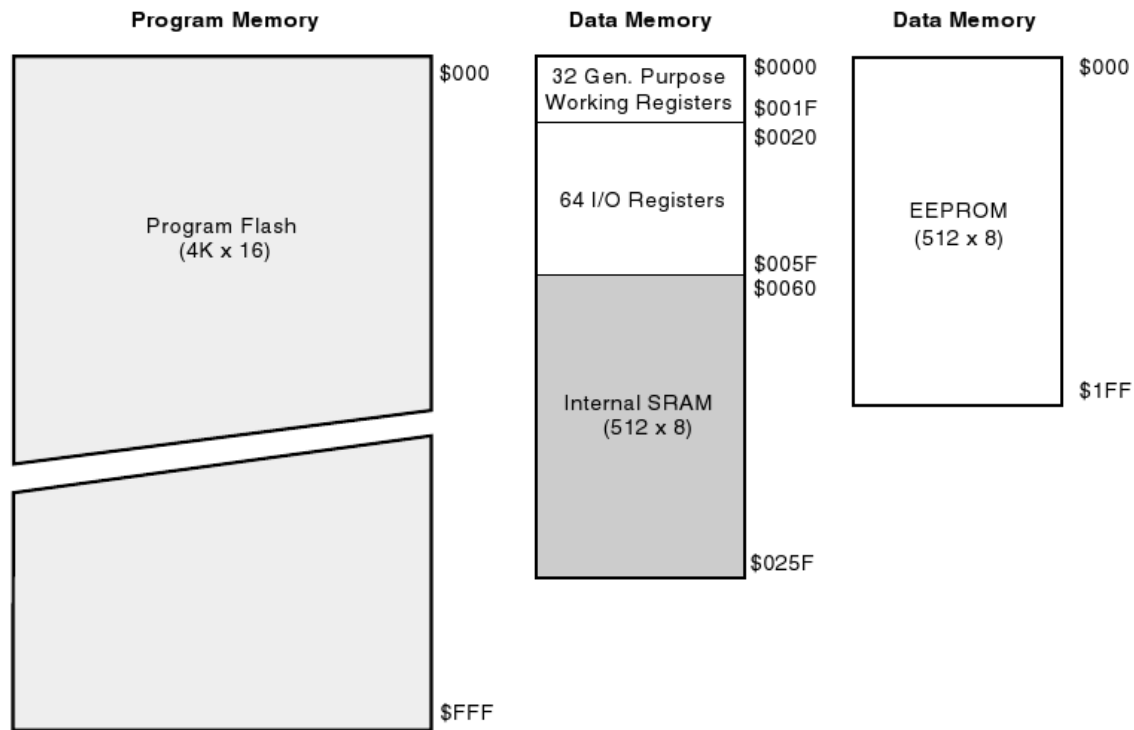 Program Memory
$000
Program Flash
(4K x 16)
$FFF
Data Memory
32 Gen. Purpose
Working Registers
$0000
$001F
$0020
64 I/O Registers
$005F
$0060
Internal SRAM
(512 x 8)
$025F
Data Memory
$000
EEPROM
(512 x 8)
$1FF